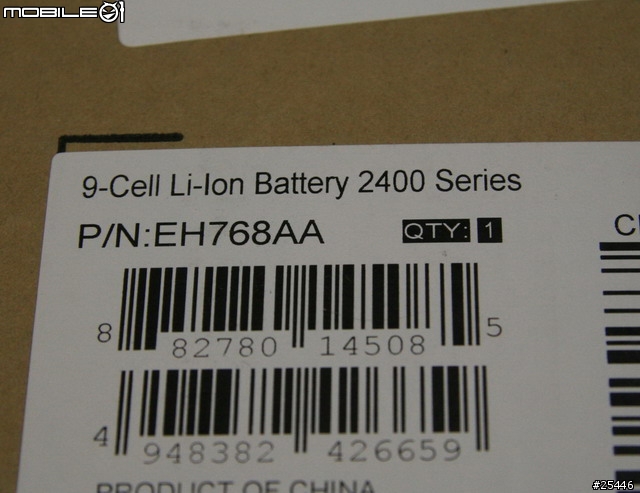 MOBILE01
9-Cell Li-Ion Battery 2400 Series
P/N:EH768AA QTY: 1
8 82780 14508 5
4 948382 426659
PRODUCT OF CHINA
#25446